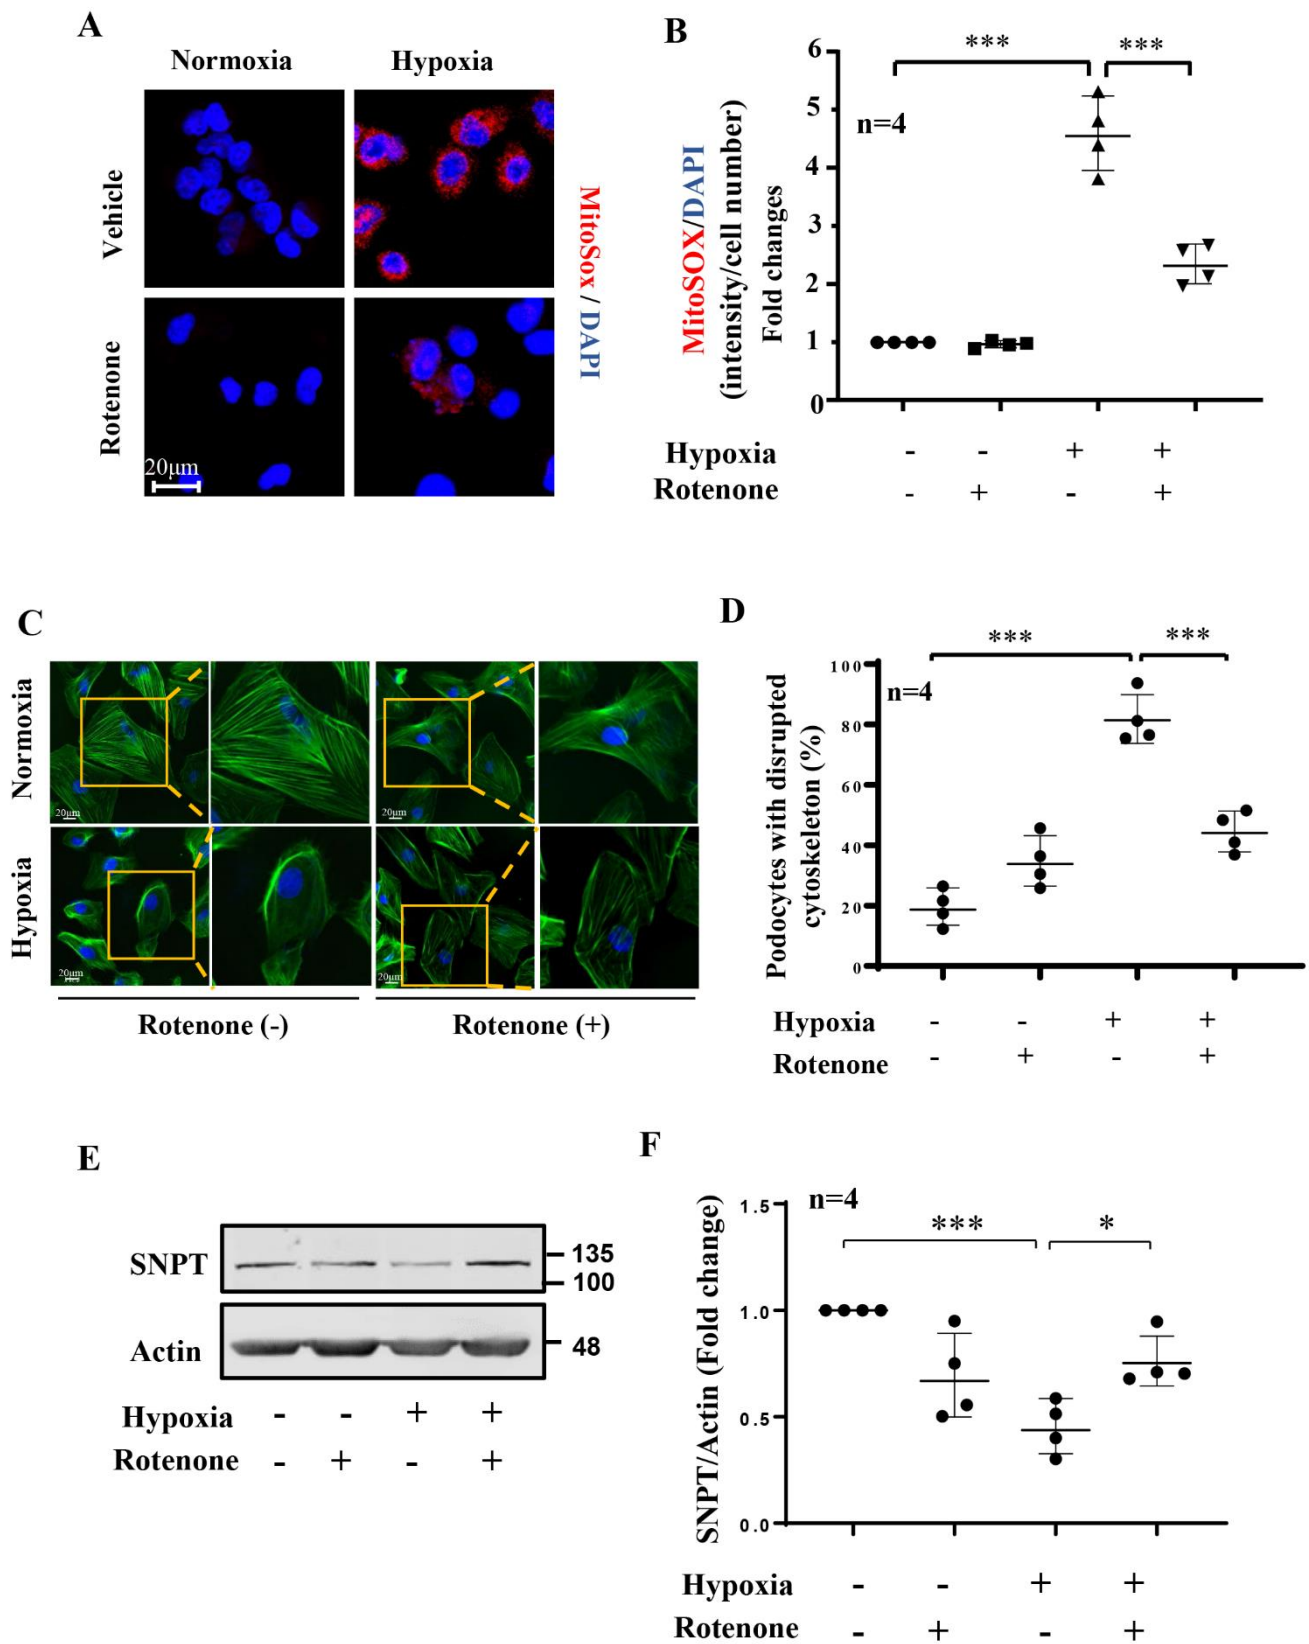 A
Normoxia
Hypoxia
Vehicle
Rotenone
MitoSox / DAPI
20μm
B
MitoSOX/DAPI
(intensity/cell number)
Fold changes
6
5
4
3
2
1
0
n=4
***
***
Hypoxia - - + +
Rotenone - + - +
C
Normoxia
Hypoxia
20μm
20μm
20μm
20μm
Rotenone (-)
Rotenone (+)
D
Podocytes with disrupted
cytoskeleton (%)
100
80
60
40
20
0
n=4
***
***
Hypoxia - - + +
Rotenone - + - +
E
SNPT
135
100
Actin
48
Hypoxia - - + +
Rotenone - + - +
F
SNPT/Actin (Fold change)
1.5
1.0
0.5
0.0
n=4
***
*
Hypoxia - - + +
Rotenone - + - +